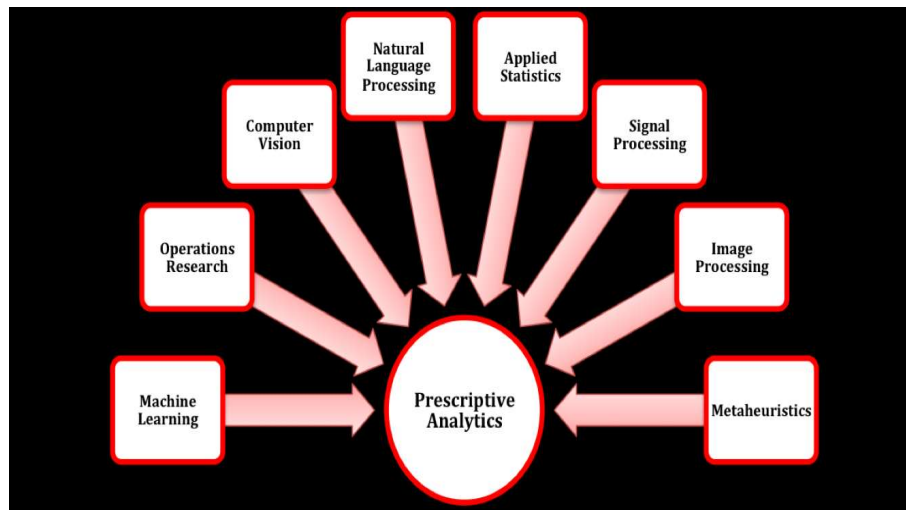 Natural
Language
Processing
Applied
Statistics
Computer
Vision
Signal
Processing
Operations
Research
Image
Processing
Machine
Learning
Prescriptive
Analytics
Metaheuristics